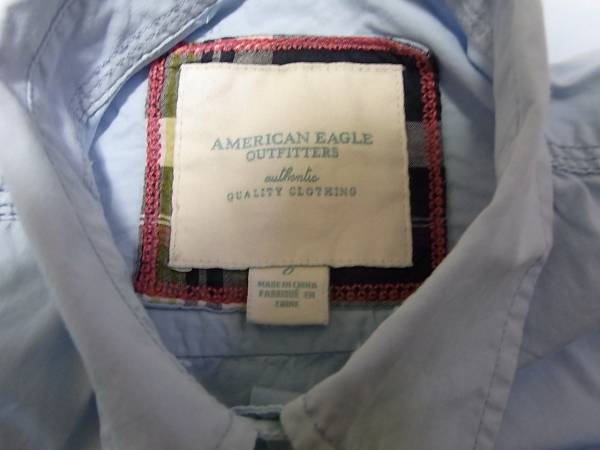 AMERICAN EAGLE
OUTFITTERS
authentic
QUALITY CLOTHING
MADE IN CHINA
FABRIQUÉ EN
CHINE